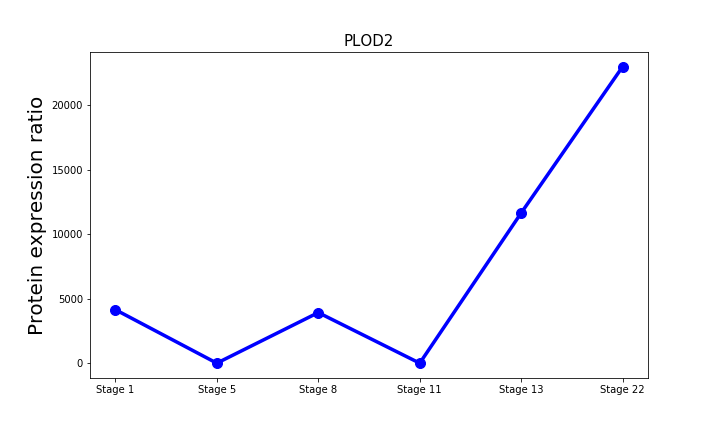 PLOD2
Protein expression ratio
20000
15000
10000
5000
0
Stage 1
Stage 5
Stage 8
Stage 11
Stage 13
Stage 22